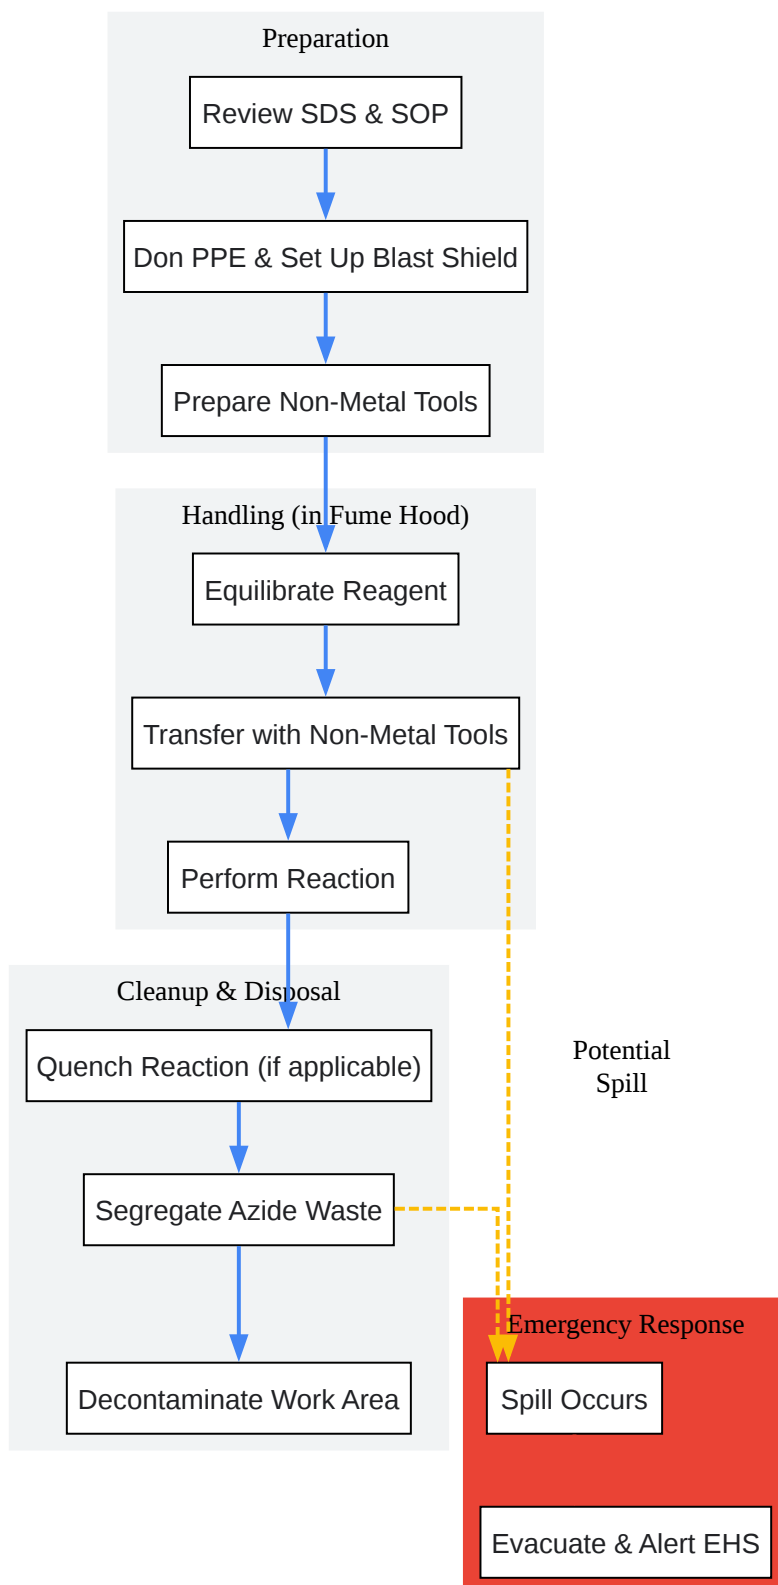 Preparation
Review SDS & SOP
Don PPE & Set Up Blast Shield
Prepare Non-Metal Tools
Handling (in Fume Hood)
Equilibrate Reagent
Transfer with Non-Metal Tools
Perform Reaction
Cleanup & Disposal
Quench Reaction (if applicable)
Segregate Azide Waste
Decontaminate Work Area
Potential
Spill
Emergency Response
Spill Occurs
Evacuate & Alert EHS